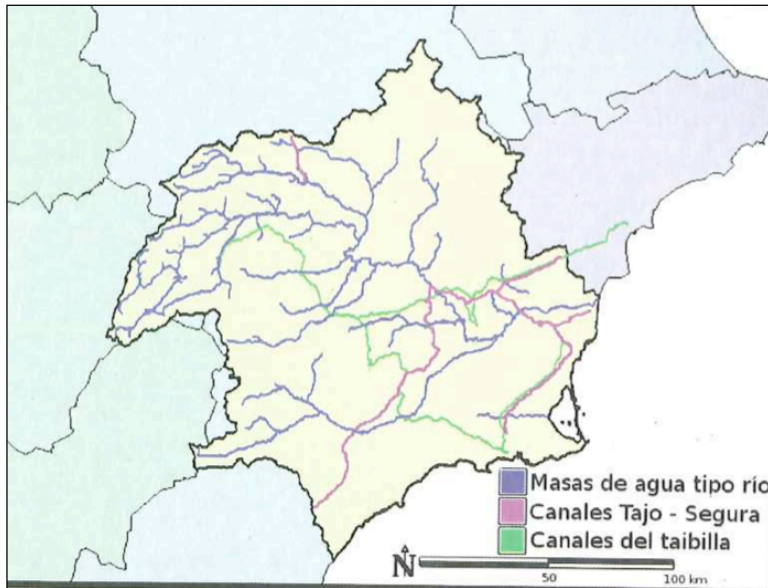 Masas de agua tipo río
Canales Tajo - Segura
Canales del taibilla
N
50
100 km